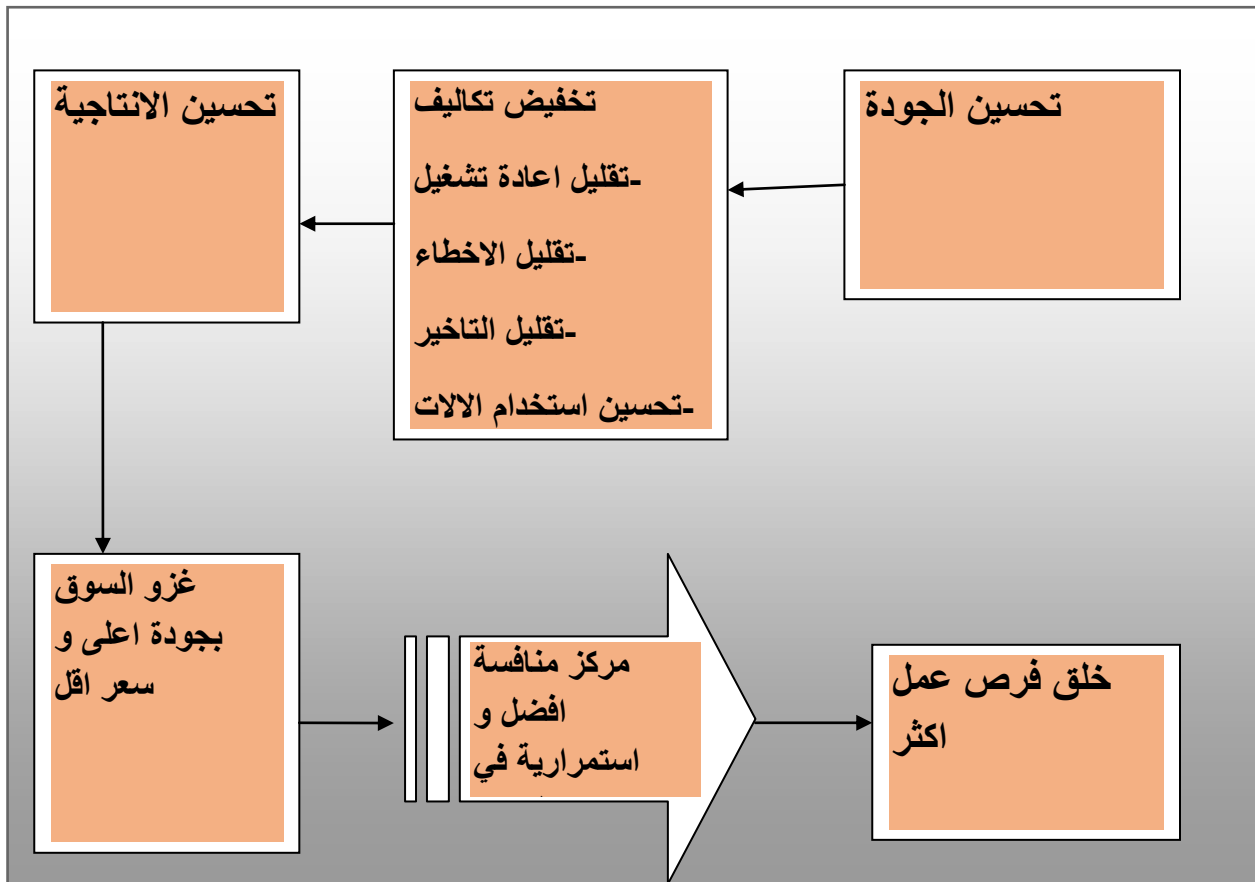 تحسين الجودة
تخفيض تكاليف
-تقليل اعادة تشغيل
-تقليل الاخطاء
-تقليل التاخير
-تحسين استخدام الالات
تحسين الانتاجية
غزو السوق
بجودة اعلى و
سعر اقل
مركز منافسة
افضل و
استمرارية في
خلق فرص عمل
اكثر